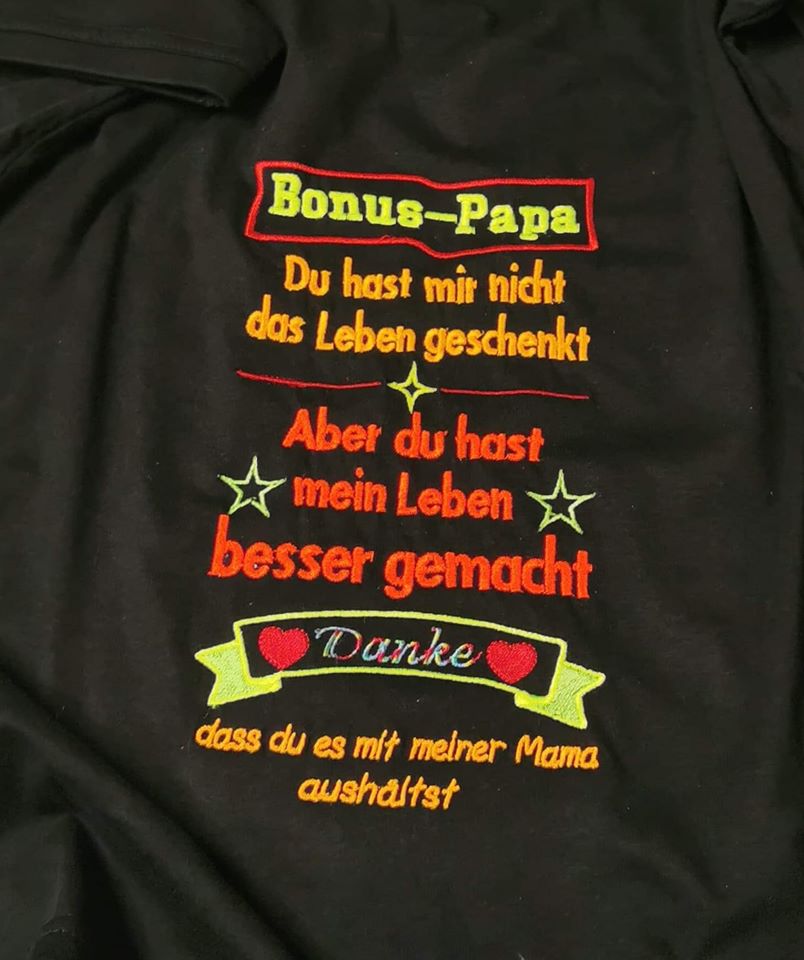 Bonus-Papa
Du hast mir nicht
das Leben geschenkt
Aber du hast
mein Leben
besser gemacht
Danke
dass du es mit meiner Mama
aushältst